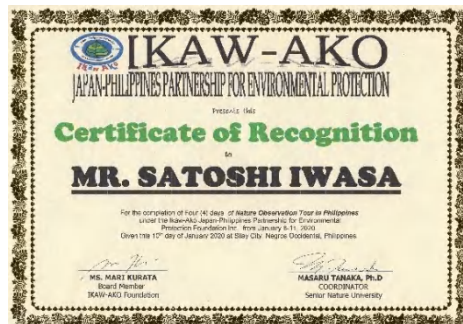 IKAW-AKO
JAPAN-PHILIPPINES PARTNERSHIP FOR ENVIRONMENTAL PROTECTION
Presents this
Certificate of Recognition
to
MR. SATOSHI IWASA
For the completion of Four (4) days of Nature Observation Tour in Philippines
under the Ikaw-Ako Japan-Philippines Partnership for Environmental
Protection Foundation Inc. from January 8-11, 2020
Given this 10th day of January 2020 at Silay City, Negros Occidental, Philippines
MS. MARI KURATA
Board Member
IKAW-AKO Foundation
MASARU TANAKA, Ph.D
COORDINATOR
Senior Nature University